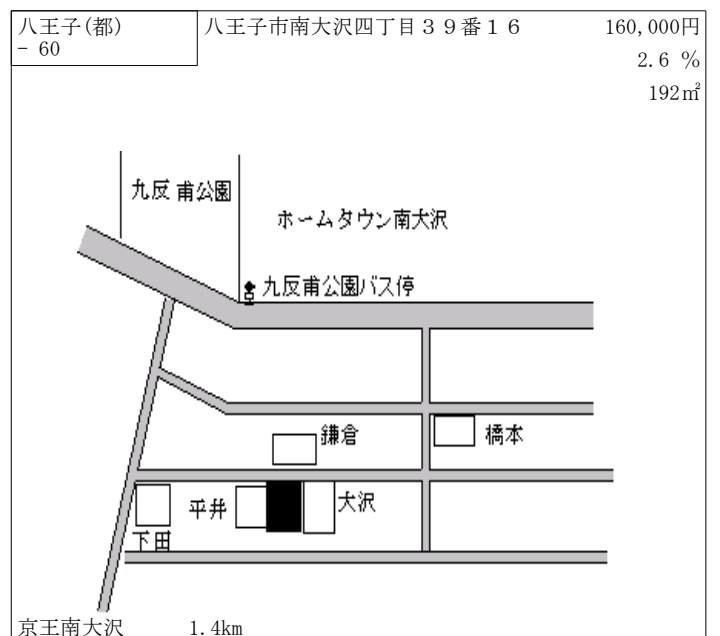 八王子(都) 八王子市南大沢四丁目３９番１６ 160,000円
- 60
2.6 %
192㎡
九反甫公園
ホームタウン南大沢
九反甫公園バス停
鎌倉
橋本
平井
大沢
下田
京王南大沢 1.4km